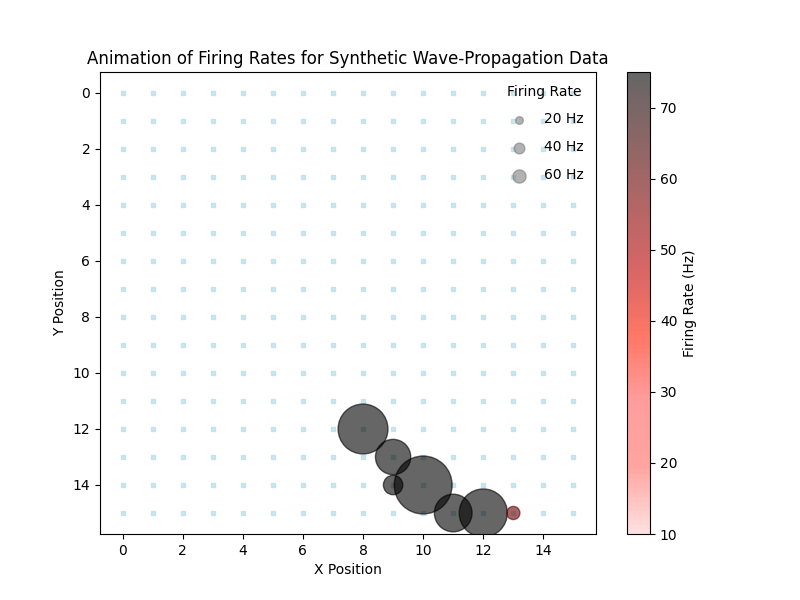 Animation of Firing Rates for Synthetic Wave-Propagation Data
Firing Rate
20 Hz
40 Hz
60 Hz
0
2
4
6
8
10
12
14
Y Position
0 2 4 6 8 10 12 14
X Position
70
60
50
40
30
20
10
Firing Rate (Hz)